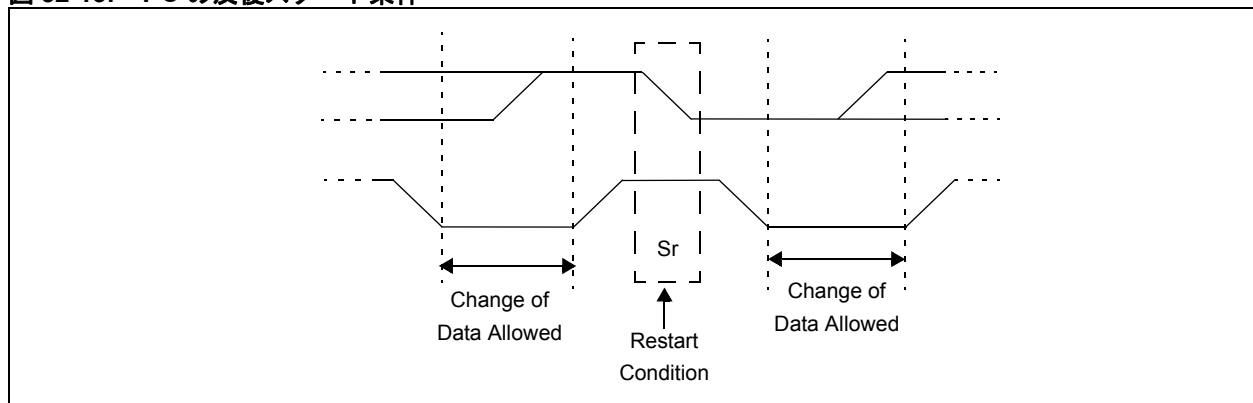 Sr
Change of
Data Allowed
Restart
Condition
Change of
Data Allowed